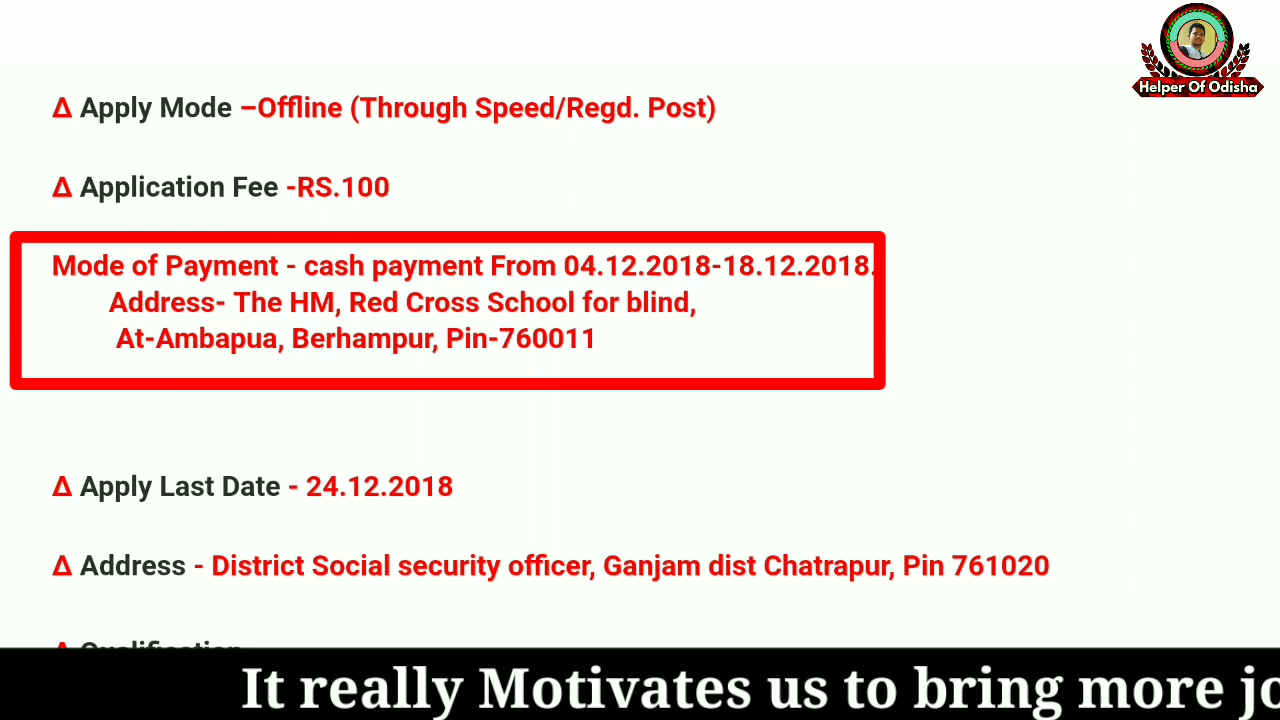 Helper Of Odisha
Δ Apply Mode –Offline (Through Speed/Regd. Post)
Δ Application Fee -RS.100
Mode of Payment - cash payment From 04.12.2018-18.12.2018.
Address- The HM, Red Cross School for blind,
At-Ambapua, Berhampur, Pin-760011
Δ Apply Last Date - 24.12.2018
Δ Address - District Social security officer, Ganjam dist Chatrapur, Pin 761020
Δ Qualification
It really Motivates us to bring more jo